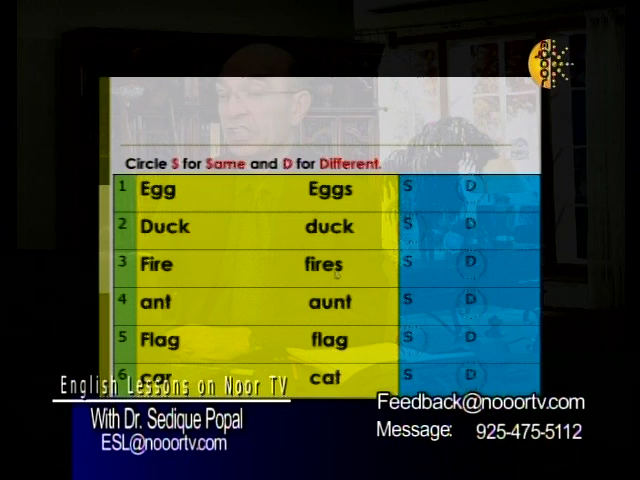 NOOR
Circle S for Same and D for Different.
1 Egg Eggs S D
2 Duck duck S D
3 Fire fires S D
4 ant aunt S D
5 Flag flag S D
6 car cat S D
English Lessons on Noor TV
With Dr. Sedique Popal
ESL@nooortv.com
Feedback@nooortv.com
Message: 925-475-5112